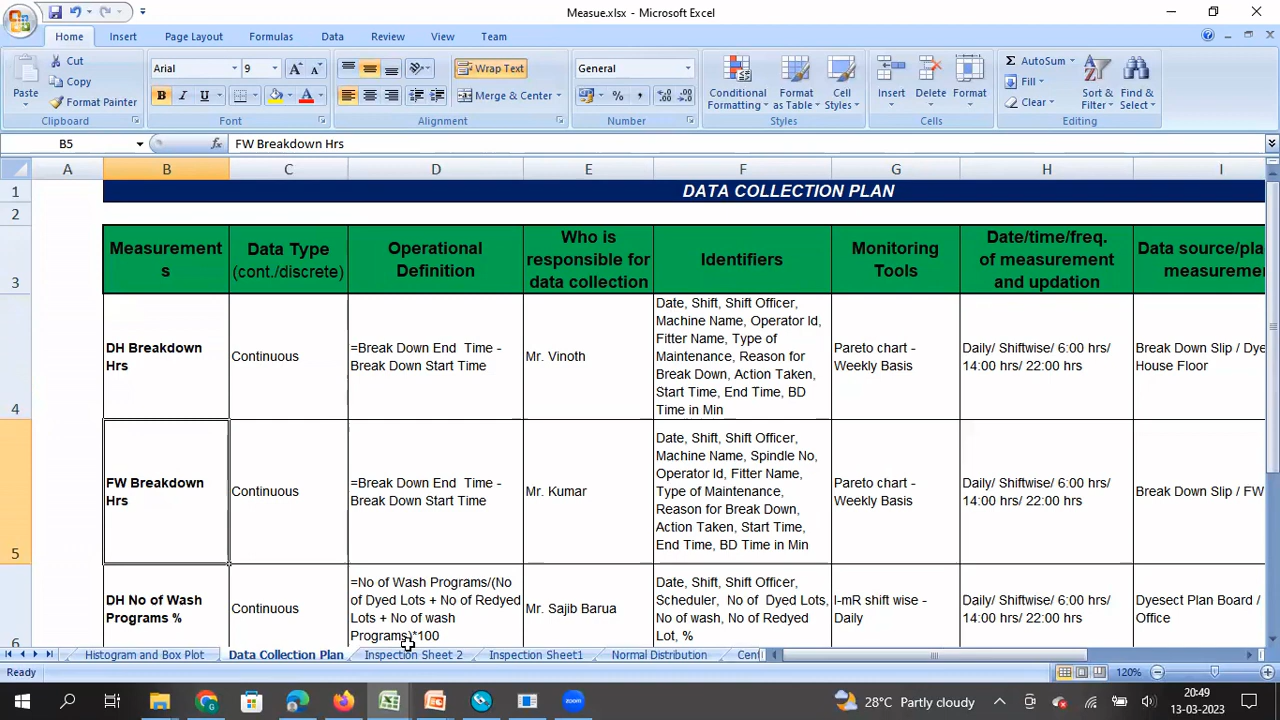 Measue.xlsx - Microsoft Excel
Home Insert Page Layout Formulas Data Review View Team
Paste
Cut
Copy
Format Painter
Clipboard
Arial 9
B I U
Font
Wrap Text
Merge & Center
Alignment
General
Number
Conditional Formatting
Format as Table
Cell Styles
Styles
Insert Delete Format
Cells
AutoSum
Fill
Clear
Sort & Filter
Find & Select
Editing
B5 fx FW Breakdown Hrs
A B C D E F G H I
1 DATA COLLECTION PLAN
2
3
Measurement
s
Data Type
(cont./discrete)
Operational
Definition
Who is
responsible for
data collection
Identifiers
Monitoring
Tools
Date/time/freq.
of measurement
and updation
Data source/pla
measureme
4
DH Breakdown
Hrs
Continuous
=Break Down End Time -
Break Down Start Time
Mr. Vinoth
Date, Shift, Shift Officer,
Machine Name, Operator Id,
Fitter Name, Type of
Maintenance, Reason for
Break Down, Action Taken,
Start Time, End Time, BD
Time in Min
Pareto chart -
Weekly Basis
Daily/ Shiftwise/ 6:00 hrs/
14:00 hrs/ 22:00 hrs
Break Down Slip / Dye
House Floor
5
FW Breakdown
Hrs
Continuous
=Break Down End Time -
Break Down Start Time
Mr. Kumar
Date, Shift, Shift Officer,
Machine Name, Spindle No,
Operator Id, Fitter Name,
Type of Maintenance,
Reason for Break Down,
Action Taken, Start Time,
End Time, BD Time in Min
Pareto chart -
Weekly Basis
Daily/ Shiftwise/ 6:00 hrs/
14:00 hrs/ 22:00 hrs
Break Down Slip / FW
6
DH No of Wash
Programs %
Continuous
=No of Wash Programs/(No
of Dyed Lots + No of Redyed
Lots + No of wash
Programs)*100
Mr. Sajib Barua
Date, Shift, Shift Officer,
Scheduler, No of Dyed Lots,
No of wash, No of Redyed
Lot, %
I-mR shift wise -
Daily
Daily/ Shiftwise/ 6:00 hrs/
14:00 hrs/ 22:00 hrs
Dyesect Plan Board /
Office
Histogram and Box Plot Data Collection Plan Inspection Sheet 2 Inspection Sheet1 Normal Distribution Cent
Ready 120%
28°C Partly cloudy
20:49
13-03-2023
zoom